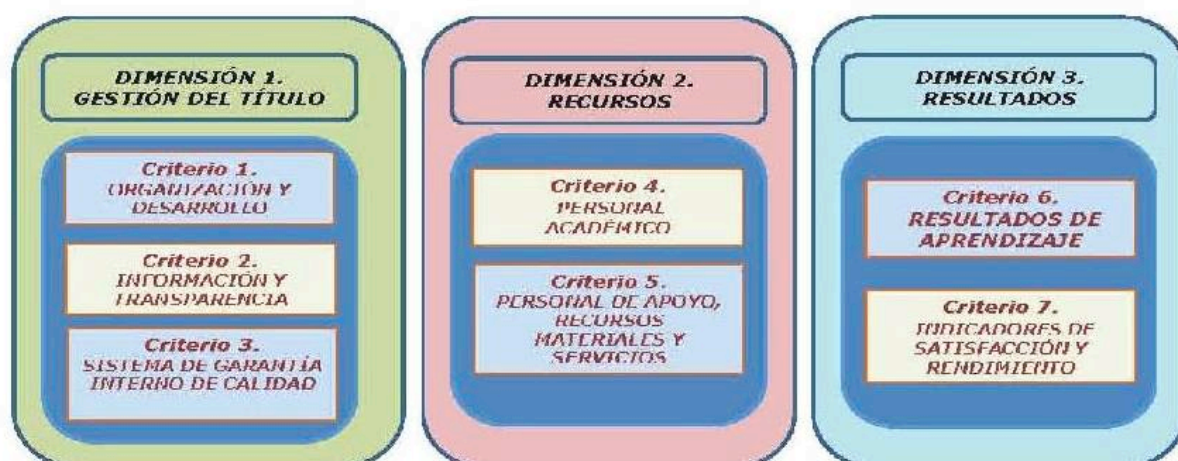 DIMENSIÓN 1.
GESTIÓN DEL TÍTULO
Criterio 1.
ORGANIZACIÓN Y
DESARROLLO
Criterio 2.
INFORMACIÓN Y
TRANSPARENCIA
Criterio 3.
SISTEMA DE GARANTÍA
INTERNO DE CALIDAD
DIMENSIÓN 2.
RECURSOS
Criterio 4.
PERSONAL
ACADÉMICO
Criterio 5.
PERSONAL DE APOYO,
RECURSOS
MATERIALES Y
SERVICIOS
DIMENSIÓN 3.
RESULTADOS
Criterio 6.
RESULTADOS DE
APRENDIZAJE
Criterio 7.
INDICADORES DE
SATISFACCIÓN Y
RENDIMIENTO